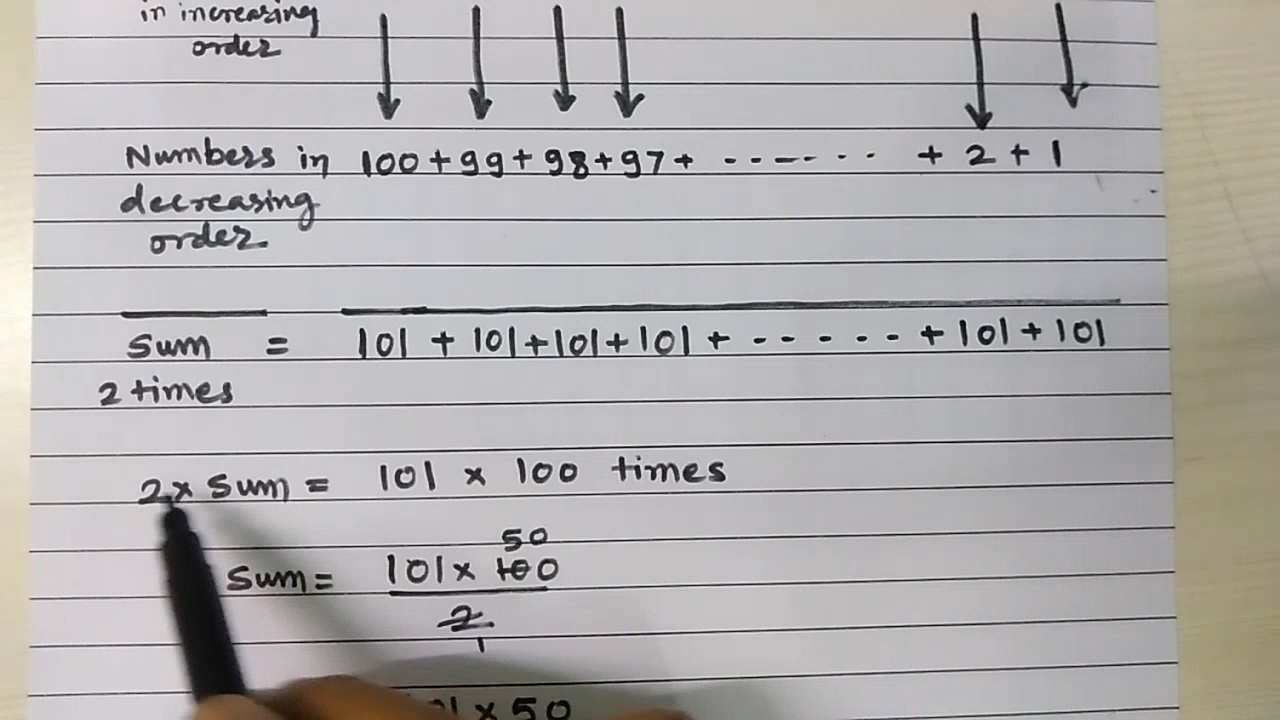 in increasing
order
Numbers in 100 + 99 + 98 + 97 + ------- + 2 + 1
decreasing
order.
Sum = 101 + 101 + 101 + 101 + ------ + 101 + 101
2 times
2 x Sum = 101 x 100 times
50
Sum = 101 x 100
2
1
x 50